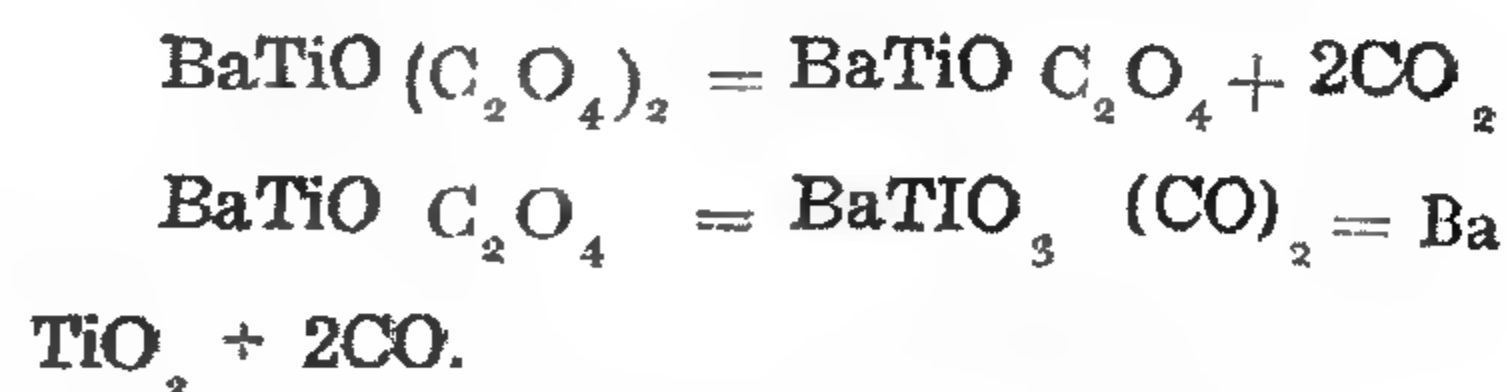 BaTiO (C₂O₄)₂ = BaTiO C₂O₄ + 2CO₂
BaTiO C₂O₄ = BaTIO₃ (CO)₂ = Ba
TiO₂ + 2CO.